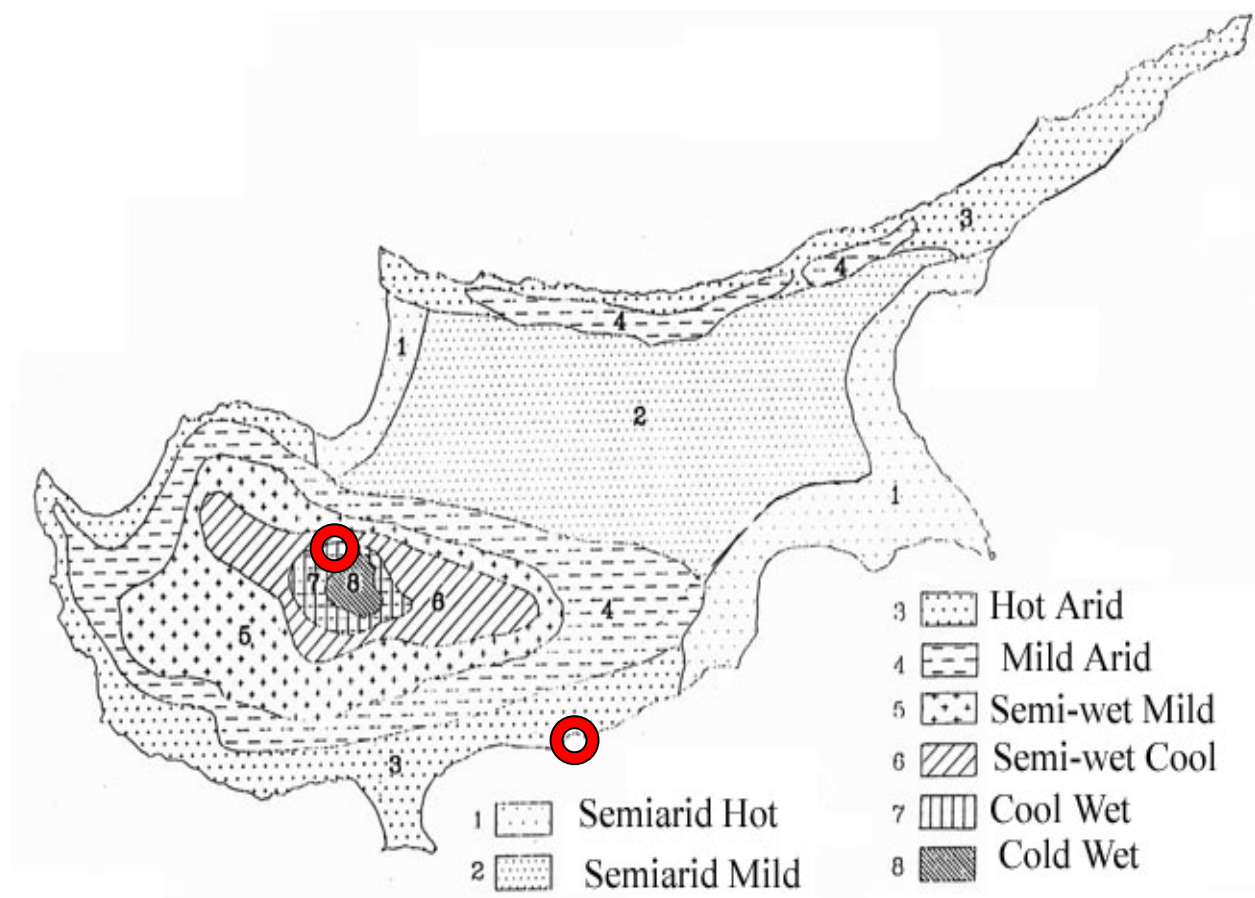 3
4
4
1
2
1
7
8
6
5
4
3
1 Semiarid Hot
2 Semiarid Mild
3 Hot Arid
4 Mild Arid
5 Semi-wet Mild
6 Semi-wet Cool
7 Cool Wet
8 Cold Wet